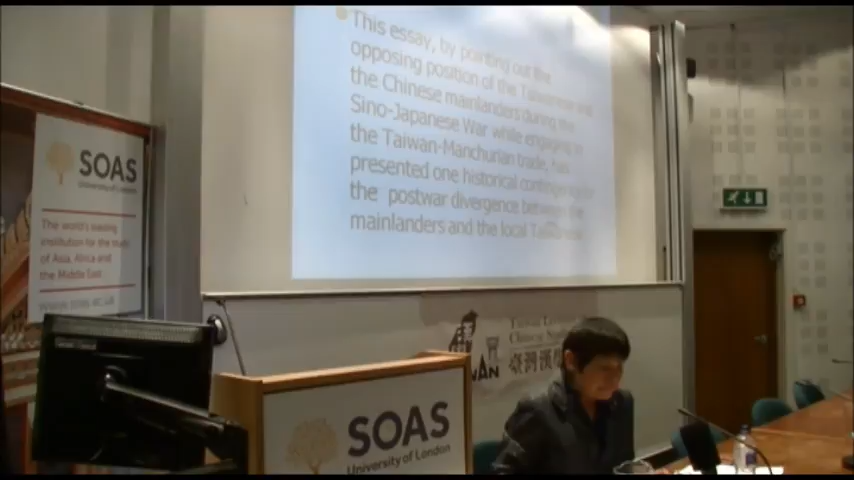 This essay, by pointing out the
opposing position of the Taiwanese and
the Chinese mainlanders during the
Sino-Japanese War while engaging in
the Taiwan-Manchurian trade, has
presented one historical
the postwar divergence between the
mainlanders and the local
SOAS
University of London
The world's leading
institution for the study
of Asia, Africa and
the Middle East
SOAS
University of London